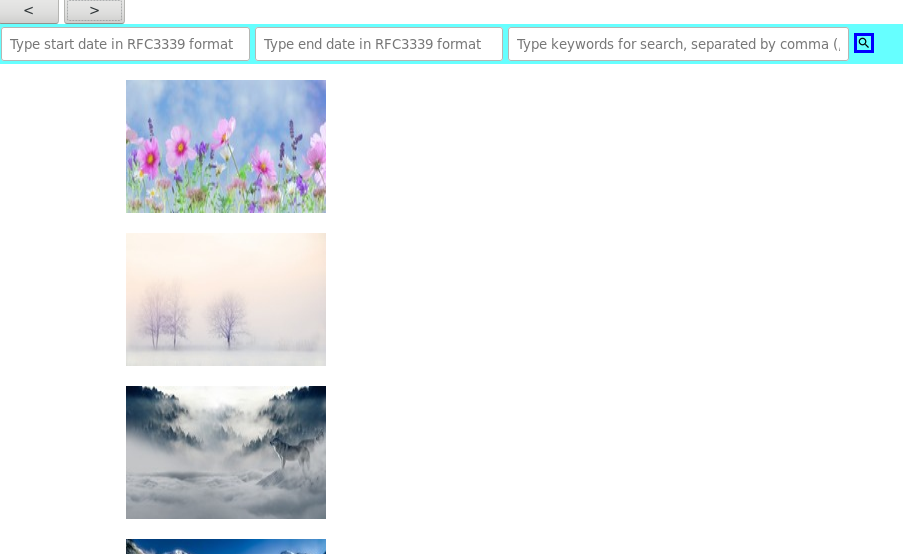 < >
Type start date in RFC3339 format Type end date in RFC3339 format Type keywords for search, separated by comma (,